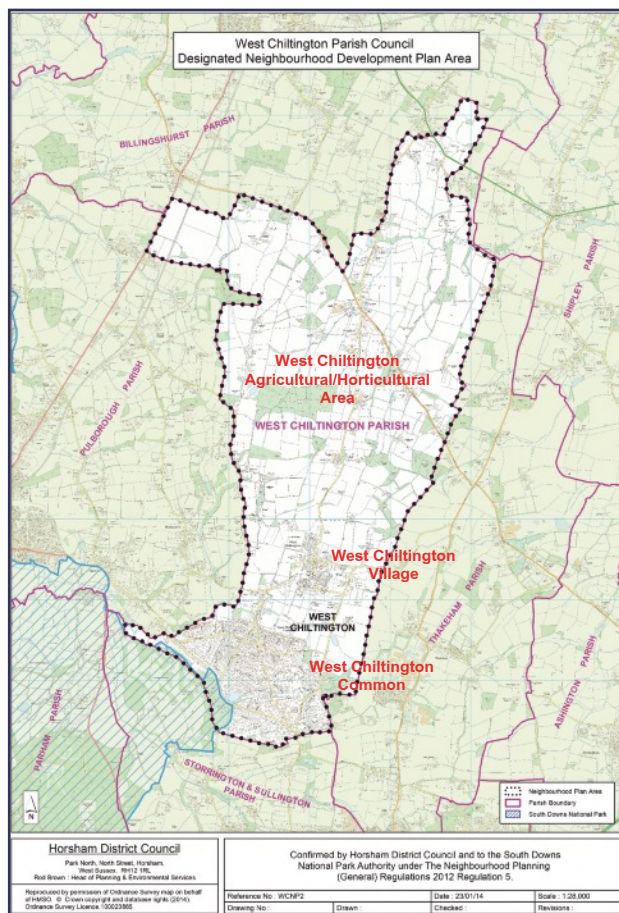 West Chiltington Parish Council
Designated Neighbourhood Development Plan Area
BILLINGSHURST PARISH
SHIPLEY PARISH
PULBOROUGH PARISH
West Chiltington
Agricultural/Horticultural
Area
WEST CHILTINGTON PARISH
West Chiltington
Village
WEST
CHILTINGTON
THAKEHAM PARISH
West Chiltington
Common
ASHINGTON PARISH
PARHAM PARISH
STORRINGTON & SULLINGTON
PARISH
Neighbourhood Plan Area
Parish Boundary
South Downs National Park
N
Horsham District Council
Park North, North Street, Horsham,
West Sussex. RH12 1RL
Rod Brown : Head of Planning & Environmental Services
Reproduced by permission of Ordnance Survey map on behalf
of HMSO. © Crown copyright and database rights (2014).
Ordnance Survey Licence.100023865
Confirmed by Horsham District Council and to the South Downs
National Park Authority under The Neighbourhood Planning
(General) Regulations 2012 Regulation 5.
Reference No : WCNP2
Date : 23/01/14
Scale : 1:28,000
Drawing No :
Drawn :
Checked :
Revisions :